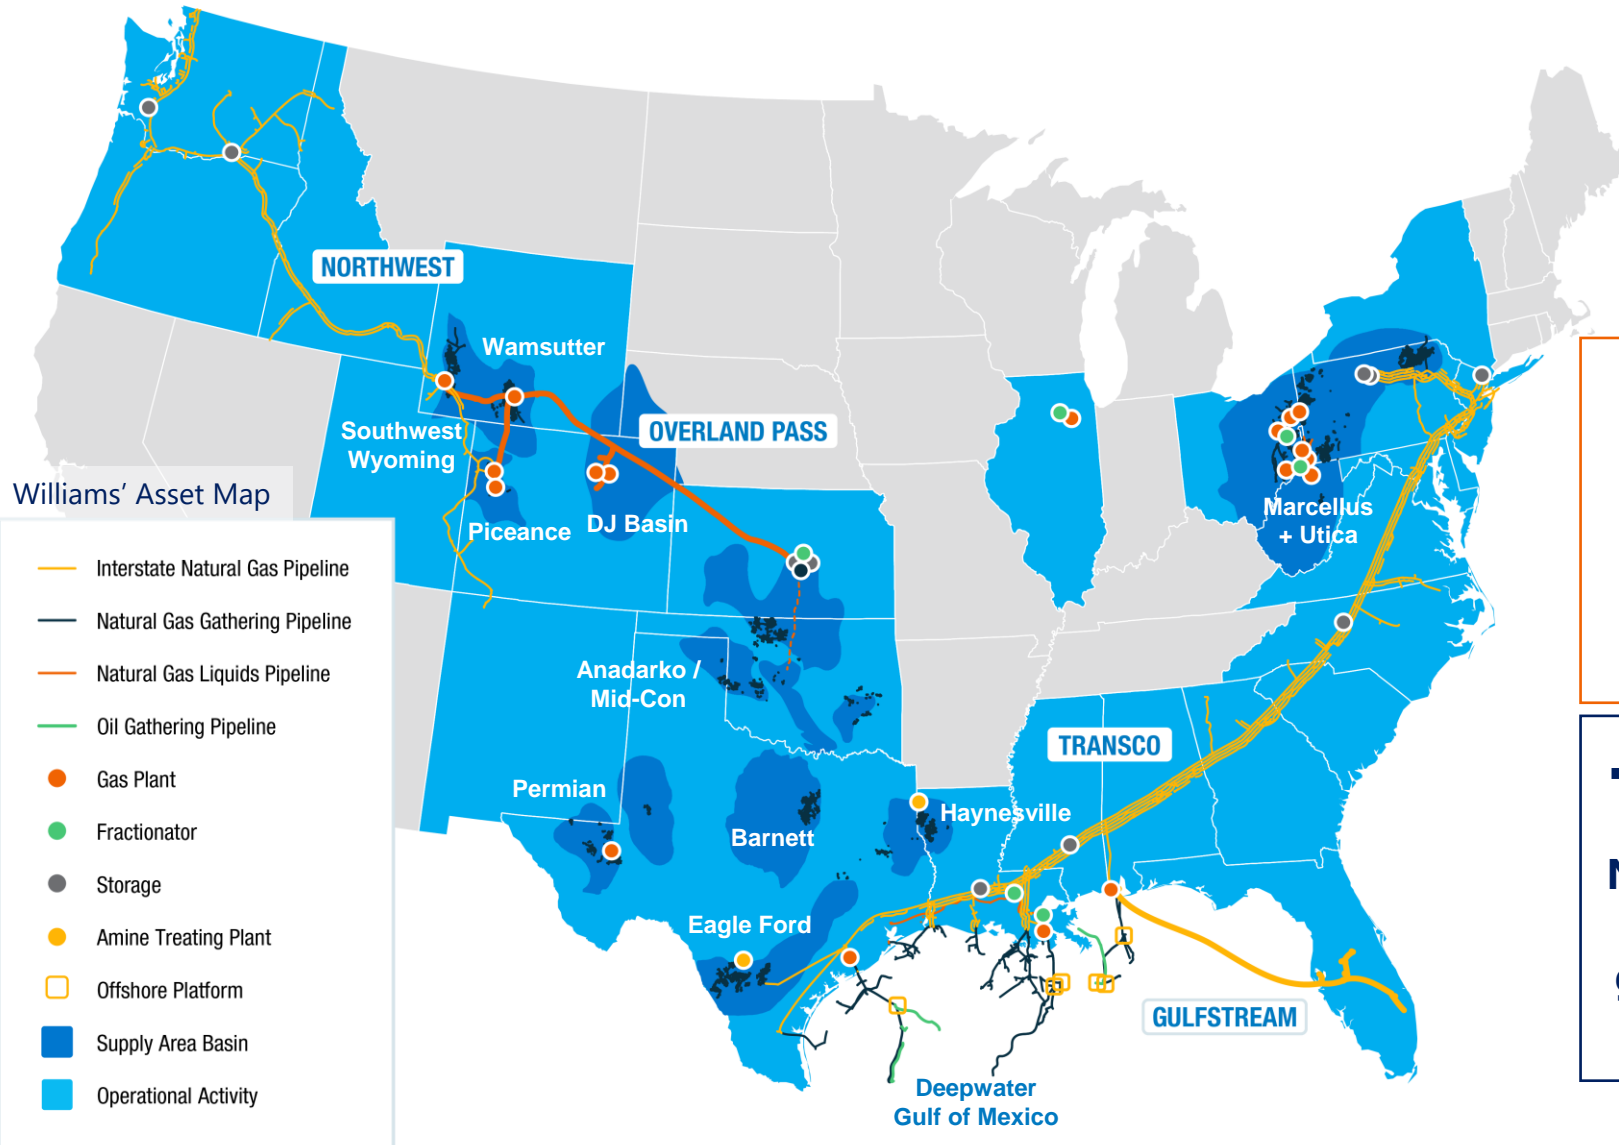 NORTHWEST
Wamsutter
OVERLAND PASS
Southwest
Wyoming
Williams’ Asset Map
Piceance
DJ Basin
Marcellus
+ Utica
Interstate Natural Gas Pipeline
Natural Gas Gathering Pipeline
Natural Gas Liquids Pipeline
Oil Gathering Pipeline
Gas Plant
Fractionator
Storage
Amine Treating Plant
Offshore Platform
Supply Area Basin
Operational Activity
Anadarko /
Mid-Con
TRANSCO
Permian
Haynesville
Barnett
Eagle Ford
GULFSTREAM
Deepwater
Gulf of Mexico